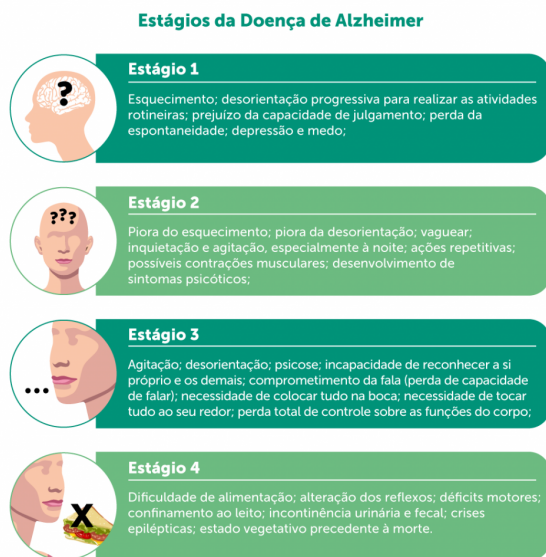 Estágios da Doença de Alzheimer
?
Estágio 1
Esquecimento; desorientação progressiva para realizar as atividades
rotineiras; prejuízo da capacidade de julgamento; perda da
espontaneidade; depressão e medo;
???
Estágio 2
Piora do esquecimento; piora da desorientação; vaguear;
inquietação e agitação, especialmente à noite; ações repetitivas;
possíveis contrações musculares; desenvolvimento de
sintomas psicóticos;
...
Estágio 3
Agitação; desorientação; psicose; incapacidade de reconhecer a si
próprio e os demais; comprometimento da fala (perda de capacidade
de falar); necessidade de colocar tudo na boca; necessidade de tocar
tudo ao seu redor; perda total de controle sobre as funções do corpo;
X
Estágio 4
Dificuldade de alimentação; alteração dos reflexos; déficits motores;
confinamento ao leito; incontinência urinária e fecal; crises
epilépticas; estado vegetativo precedente à morte.